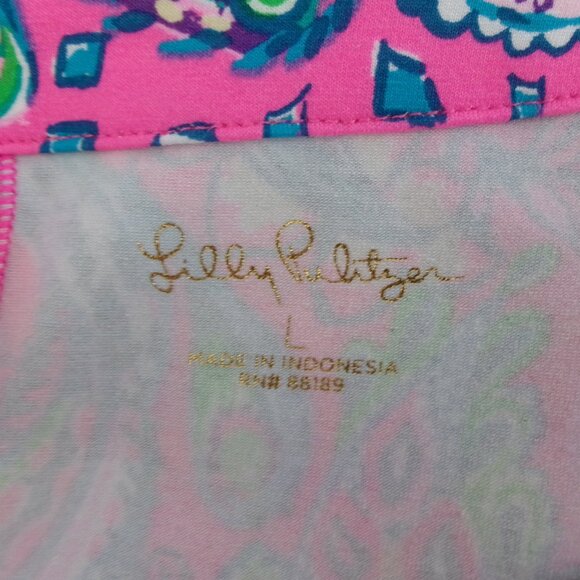 Lilly Pulitzer
L
MADE IN INDONESIA
RN# 88189